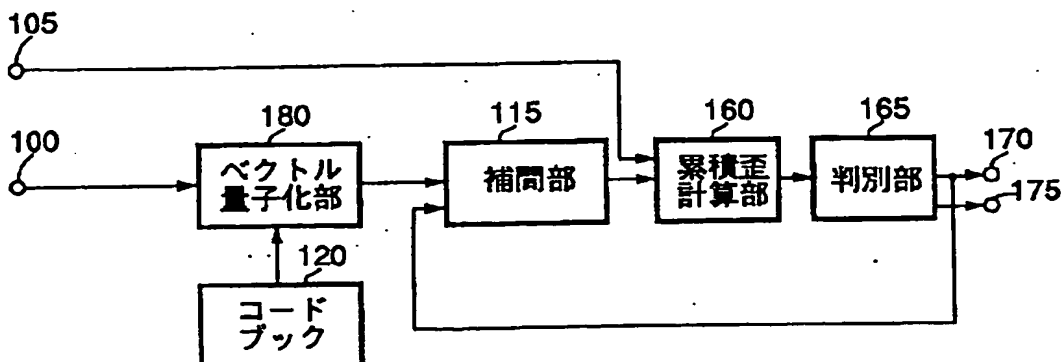 105
100
180
ベクトル
量子化部
115
補間部
160
累積歪
計算部
165
判別部
170
175
120
コード
ブック